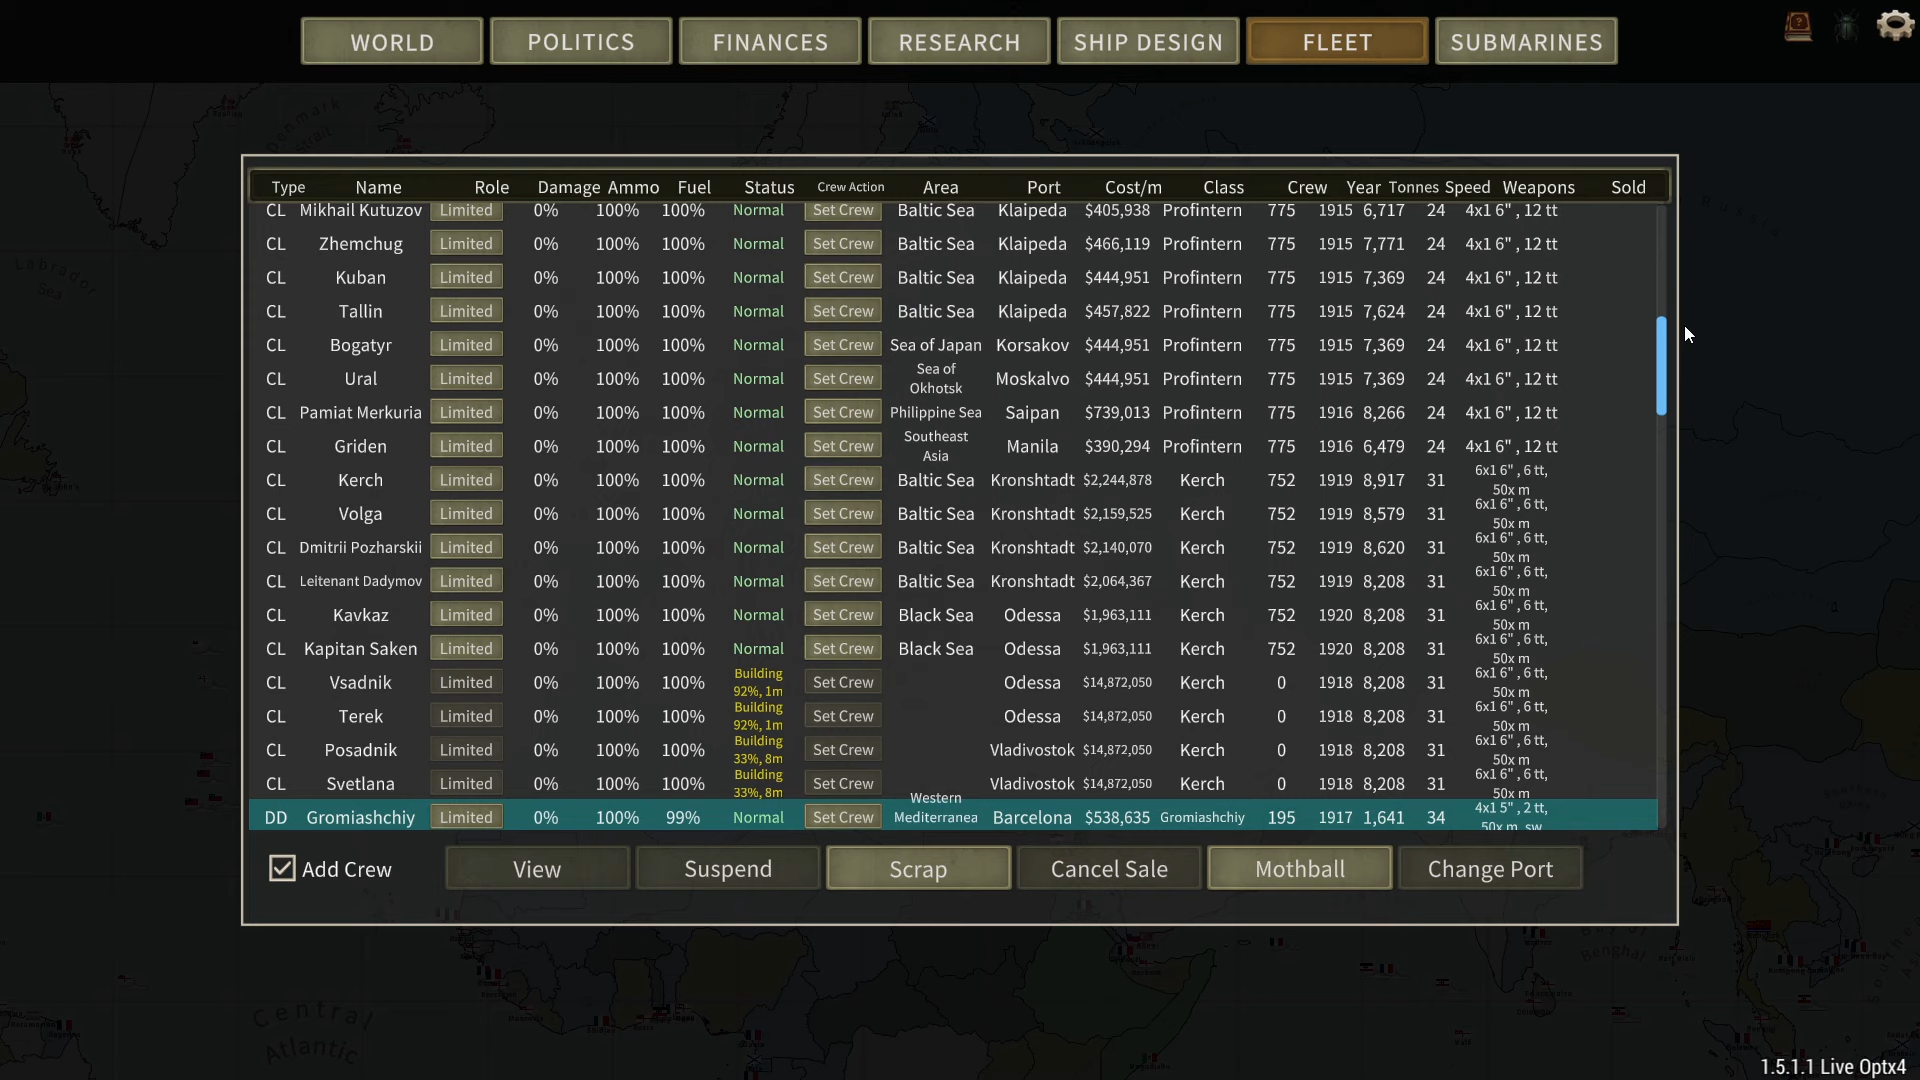 WORLD POLITICS FINANCES RESEARCH SHIP DESIGN FLEET SUBMARINES
Type Name Role Damage Ammo Fuel Status Crew Action Area Port Cost/m Class Crew Year Tonnes Speed Weapons Sold
CL Mikhail Kutuzov Limited 0% 100% 100% Normal Set Crew Baltic Sea Klaipeda $405,938 Profintern 775 1915 6,717 24 4x1 6" , 12 tt
CL Zhemchug Limited 0% 100% 100% Normal Set Crew Baltic Sea Klaipeda $466,119 Profintern 775 1915 7,771 24 4x1 6" , 12 tt
CL Kuban Limited 0% 100% 100% Normal Set Crew Baltic Sea Klaipeda $444,951 Profintern 775 1915 7,369 24 4x1 6" , 12 tt
CL Tallin Limited 0% 100% 100% Normal Set Crew Baltic Sea Klaipeda $457,822 Profintern 775 1915 7,624 24 4x1 6" , 12 tt
CL Bogatyr Limited 0% 100% 100% Normal Set Crew Sea of Japan Korsakov $444,951 Profintern 775 1915 7,369 24 4x1 6" , 12 tt
CL Ural Limited 0% 100% 100% Normal Set Crew Sea of Okhotsk Moskalvo $444,951 Profintern 775 1915 7,369 24 4x1 6" , 12 tt
CL Pamiat Merkuria Limited 0% 100% 100% Normal Set Crew Philippine Sea Saipan $739,013 Profintern 775 1916 8,266 24 4x1 6" , 12 tt
CL Griden Limited 0% 100% 100% Normal Set Crew Southeast Asia Manila $390,294 Profintern 775 1916 6,479 24 4x1 6" , 12 tt
CL Kerch Limited 0% 100% 100% Normal Set Crew Baltic Sea Kronshtadt $2,244,878 Kerch 752 1919 8,917 31 6x1 6" , 6 tt, 50x m
CL Volga Limited 0% 100% 100% Normal Set Crew Baltic Sea Kronshtadt $2,159,525 Kerch 752 1919 8,579 31 6x1 6" , 6 tt, 50x m
CL Dmitrii Pozharskii Limited 0% 100% 100% Normal Set Crew Baltic Sea Kronshtadt $2,140,070 Kerch 752 1919 8,620 31 6x1 6" , 6 tt, 50x m
CL Leitenant Dadymov Limited 0% 100% 100% Normal Set Crew Baltic Sea Kronshtadt $2,064,367 Kerch 752 1919 8,208 31 6x1 6" , 6 tt, 50x m
CL Kavkaz Limited 0% 100% 100% Normal Set Crew Black Sea Odessa $1,963,111 Kerch 752 1920 8,208 31 6x1 6" , 6 tt, 50x m
CL Kapitan Saken Limited 0% 100% 100% Normal Set Crew Black Sea Odessa $1,963,111 Kerch 752 1920 8,208 31 6x1 6" , 6 tt, 50x m
CL Vsadnik Limited 0% 100% 100% Building 92%, 1m Set Crew Odessa $14,872,050 Kerch 0 1918 8,208 31 6x1 6" , 6 tt, 50x m
CL Terek Limited 0% 100% 100% Building 92%, 1m Set Crew Odessa $14,872,050 Kerch 0 1918 8,208 31 6x1 6" , 6 tt, 50x m
CL Posadnik Limited 0% 100% 100% Building 33%, 8m Set Crew Vladivostok $14,872,050 Kerch 0 1918 8,208 31 6x1 6" , 6 tt, 50x m
CL Svetlana Limited 0% 100% 100% Building 33%, 8m Set Crew Vladivostok $14,872,050 Kerch 0 1918 8,208 31 6x1 6" , 6 tt, 50x m
DD Gromiashchiy Limited 0% 100% 99% Normal Set Crew Western Mediterranea Barcelona $538,635 Gromiashchiy 195 1917 1,641 34 4x1 5" , 2 tt, 50x m, sw
Add Crew View Suspend Scrap Cancel Sale Mothball Change Port
Denmark Strait
Labrador Sea
Russia
Bay of Benghal
Central Atlantic
1.5.1.1 Live Optx4